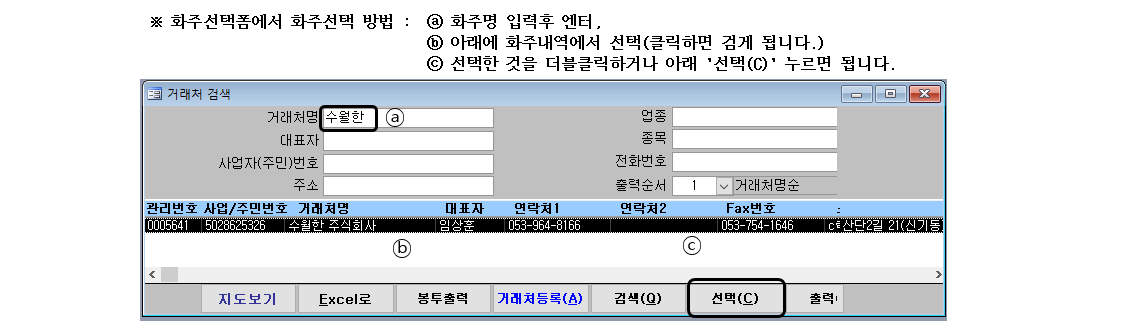 ※ 화주선택폼에서 화주선택 방법 : ⓐ 화주명 입력후 엔터,
ⓑ 아래에 화주내역에서 선택(클릭하면 검게 됩니다.)
ⓒ 선택한 것을 더블클릭하거나 아래 '선택(C)' 누르면 됩니다.
거래처 검색
거래처명 수월한 ⓐ 업종
대표자 종목
사업자(주민)번호 전화번호
주소 출력순서 1 거래처명순
관리번호 사업/주민번호 거래처명 대표자 연락처1 연락처2 Fax번호
0005641 5028625326 수월한 주식회사 임상훈 053-964-8166 053-754-1646 산단2길 21(신기동
ⓑ ⓒ
지도보기 Excel로 봉투출력 거래처등록(A) 검색(Q) 선택(C) 출력